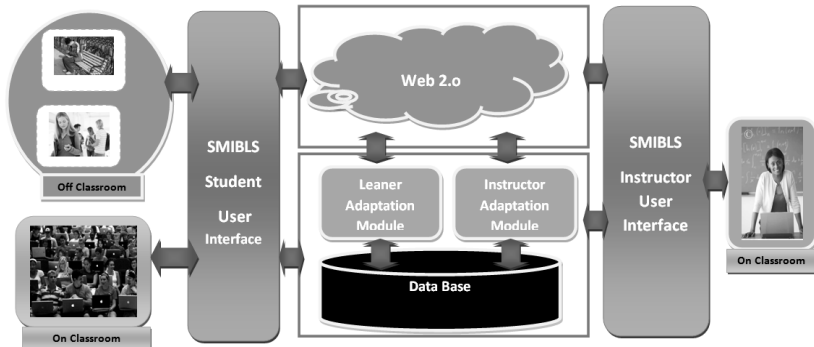 Off Classroom
On Classroom
SMIBLS
Student
User
Interface
Web 2.o
Leaner
Adaptation
Module
Instructor
Adaptation
Module
Data Base
SMIBLS
Instructor
User
Interface
On Classroom